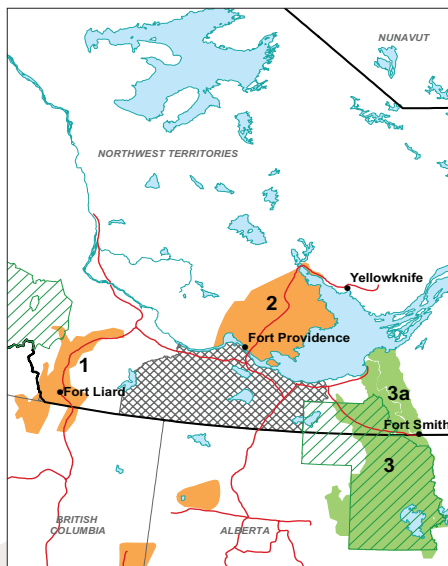 NUNAVUT
NORTHWEST TERRITORIES
Yellowknife
2
Fort Providence
1
3a
Fort Liard
Fort Smith
3
BRITISH
COLUMBIA
ALBERTA